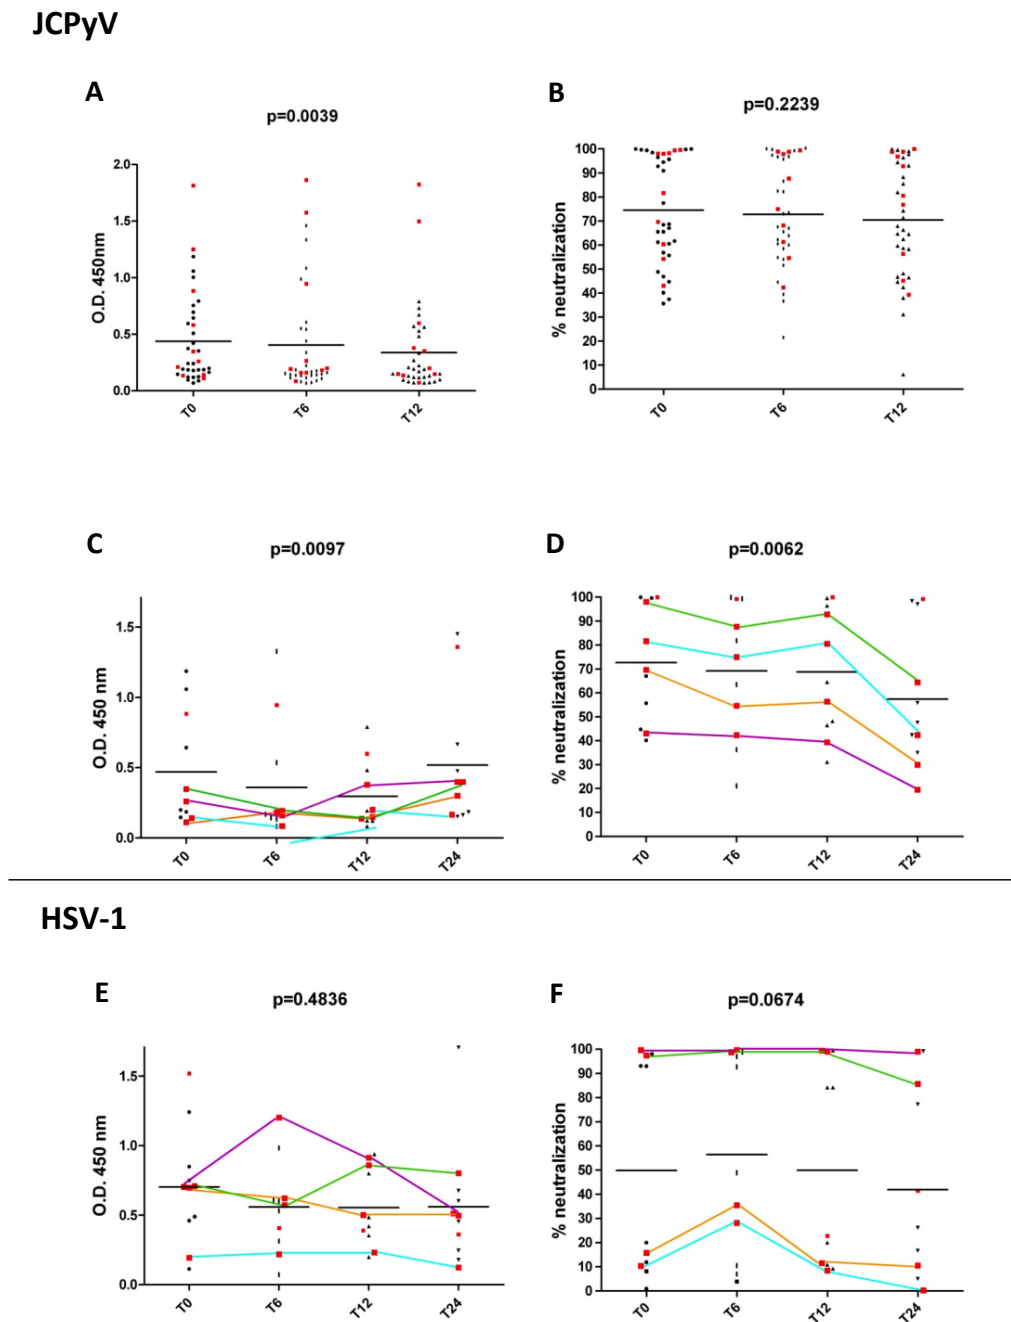 JCPyV
A
p=0.0039
O.D. 450nm
2.0
1.5
1.0
0.5
0.0
T0
T6
T12
B
p=0.2239
% neutralization
100
90
80
70
60
50
40
30
20
10
0
T0
T6
T12
C
p=0.0097
O.D. 450 nm
1.5
1.0
0.5
0.0
T0
T6
T12
T24
D
p=0.0062
% neutralization
100
90
80
70
60
50
40
30
20
10
0
T0
T6
T12
T24
HSV-1
E
p=0.4836
O.D. 450 nm
1.5
1.0
0.5
0.0
T0
T6
T12
T24
F
p=0.0674
% neutralization
100
90
80
70
60
50
40
30
20
10
0
T0
T6
T12
T24